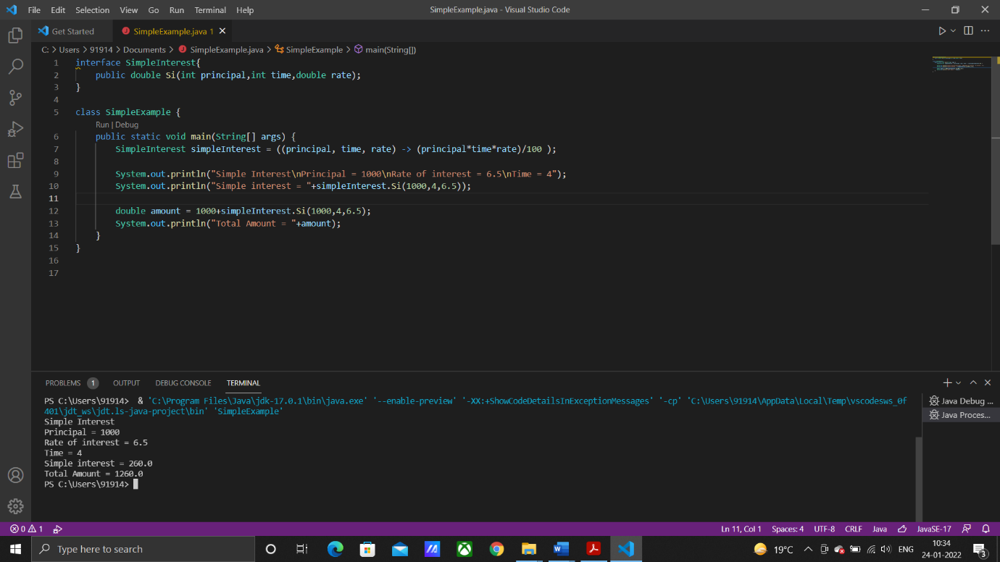 File Edit Selection View Go Run Terminal Help SimpleExample.java - Visual Studio Code
Get Started SimpleExample.java 1
C: > Users > 91914 > Documents > SimpleExample.java > SimpleExample > main(String[])
1 interface SimpleInterest{
2 public double Si(int principal,int time,double rate);
3 }
4
5 class SimpleExample {
Run | Debug
6 public static void main(String[] args) {
7 SimpleInterest simpleInterest = ((principal, time, rate) -> (principal*time*rate)/100 );
8
9 System.out.println("Simple Interest\nPrincipal = 1000\nRate of interest = 6.5\nTime = 4");
10 System.out.println("Simple interest = "+simpleInterest.Si(1000,4,6.5));
11
12 double amount = 1000+simpleInterest.Si(1000,4,6.5);
13 System.out.println("Total Amount = "+amount);
14 }
15 }
16
17
PROBLEMS 1 OUTPUT DEBUG CONSOLE TERMINAL
PS C:\Users\91914> & 'C:\Program Files\Java\jdk-17.0.1\bin\java.exe' '--enable-preview' '-XX:+ShowCodeDetailsInExceptionMessages' '-cp' 'C:\Users\91914\AppData\Local\Temp\vscodesws_0f
401\jdt_ws\jdt.ls-java-project\bin' 'SimpleExample'
Simple Interest
Principal = 1000
Rate of interest = 6.5
Time = 4
Simple interest = 260.0
Total Amount = 1260.0
PS C:\Users\91914>
Java Debug ...
Java Proces...
0 1 Ln 11, Col 1 Spaces: 4 UTF-8 CRLF Java JavaSE-17
Type here to search 19°C ENG 10:34
24-01-2022 3